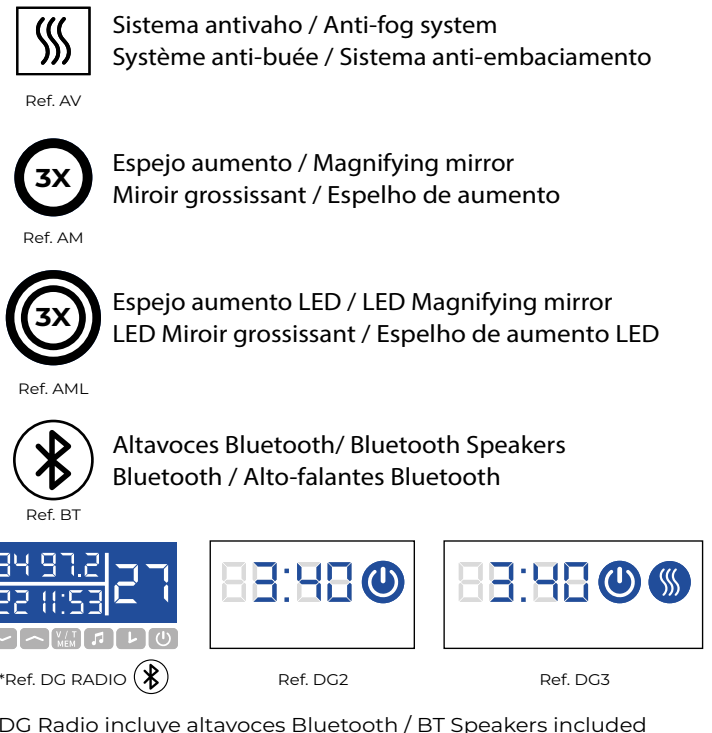 Sistema antivaho / Anti-fog system
Système anti-buée / Sistema anti-embaciamento
Ref. AV
3X
Espejo aumento / Magnifying mirror
Miroir grossissant / Espelho de aumento
Ref. AM
3X
Espejo aumento LED / LED Magnifying mirror
LED Miroir grossissant / Espelho de aumento LED
Ref. AML
Altavoces Bluetooth/ Bluetooth Speakers
Bluetooth / Alto-falantes Bluetooth
Ref. BT
97.2
22 11:53
27
V/T
MEM
3:40
3:40
*Ref. DG RADIO
Ref. DG2
Ref. DG3
DG Radio incluye altavoces Bluetooth / BT Speakers included